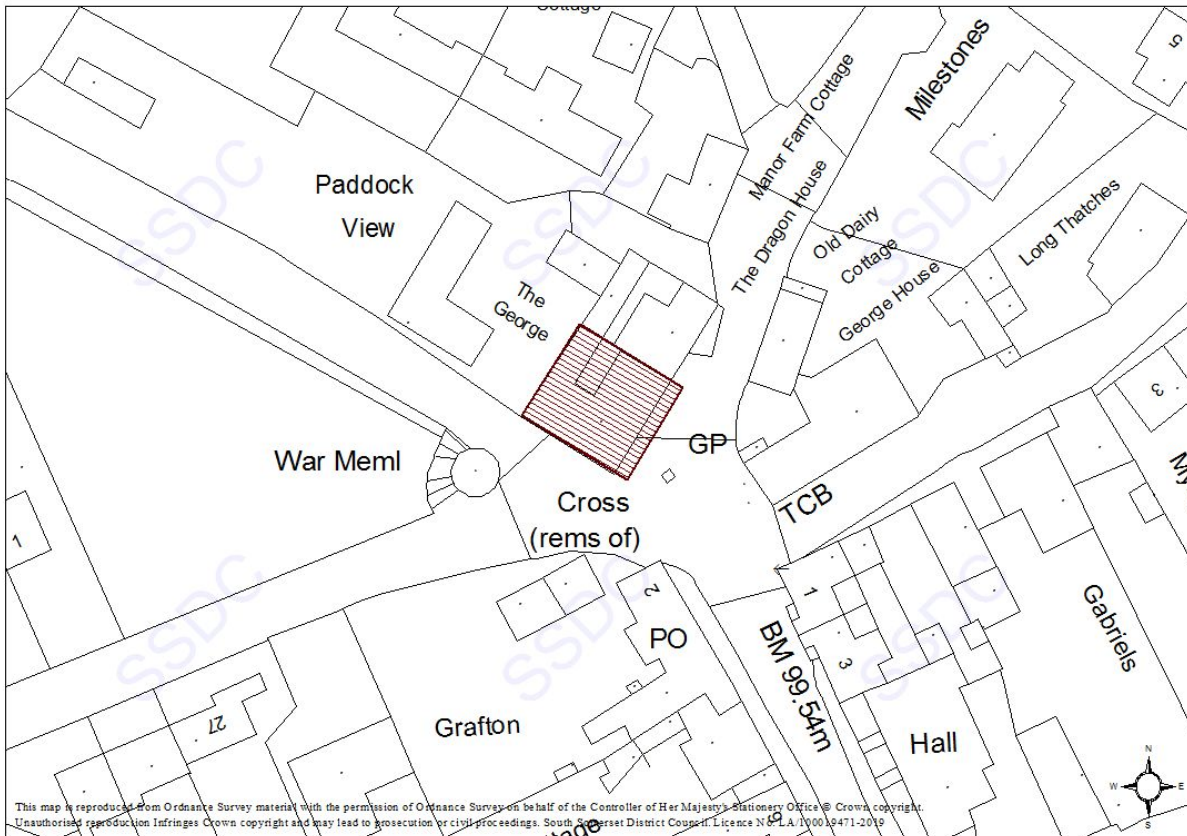 Cottage
5
Milestones
Manor Farm Cottage
Paddock
View
The Dragon House
Old Dairy
Cottage
Long Thatches
George House
The
George
3
GP
War Meml
Cross
(rems of)
TCB
1
2
1
PO
BM 99.54m
3
Gabriels
27
Grafton
Hall
N
W
E
S
SSDC
SSDC
SSDC
SSDC
SSDC
SSDC
This map is reproduced from Ordnance Survey material with the permission of Ordnance Survey on behalf of the Controller of Her Majesty's Stationery Office © Crown copyright.
Unauthorised reproduction Infringes Crown copyright and may lead to prosecution or civil proceedings. South Somerset District Council. Licence No